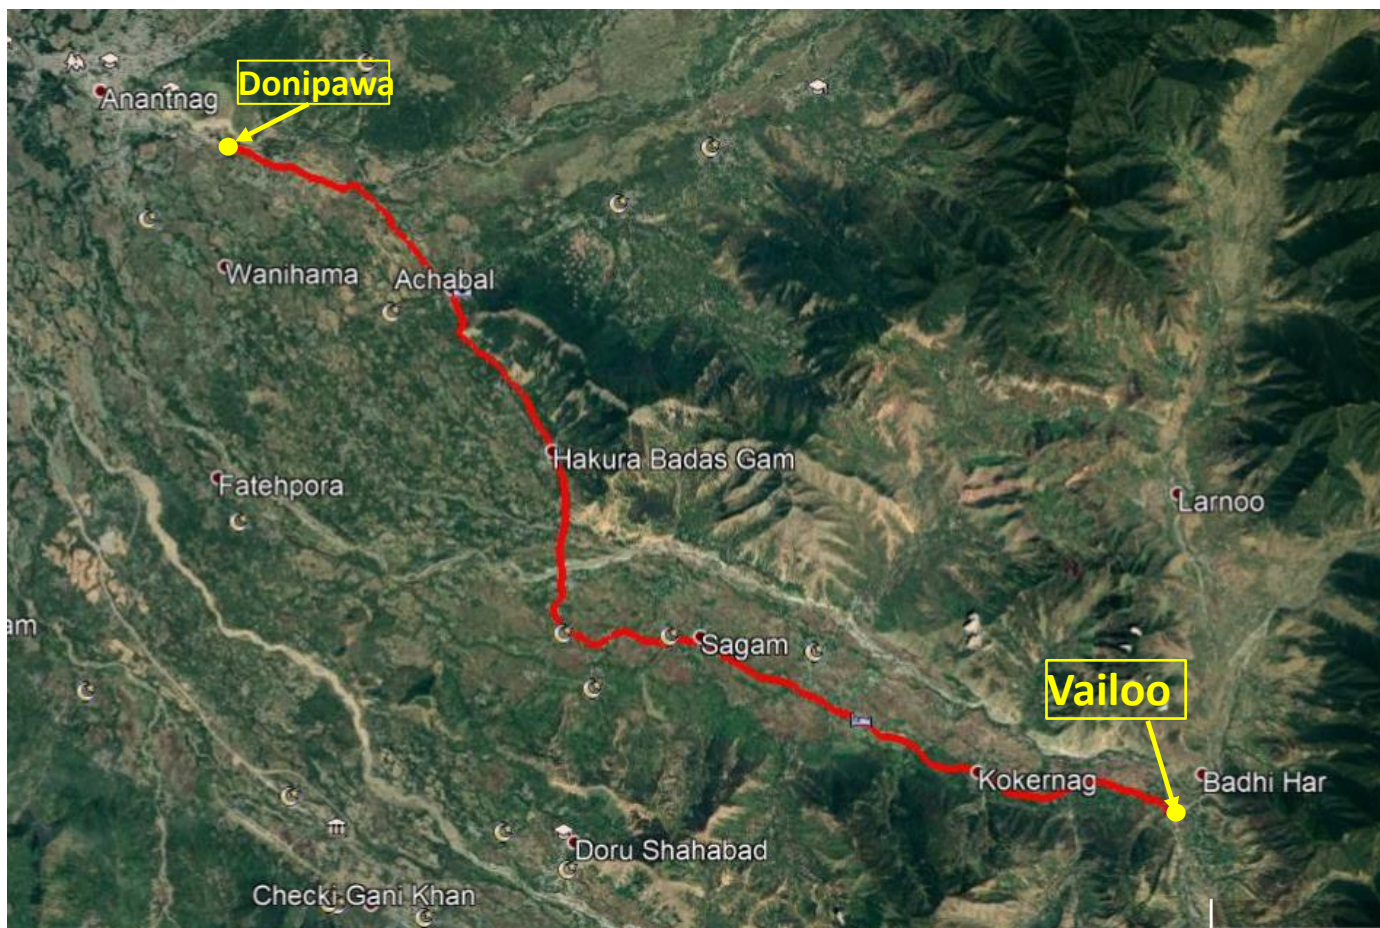 Donipawa
Anantnag
Wanihama
Achabal
Hakura Badas Gam
Fatehpora
Larnoo
am
Sagam
Vailoo
Kokernag
Badhi Har
Doru Shahabad
Checki Gani Khan